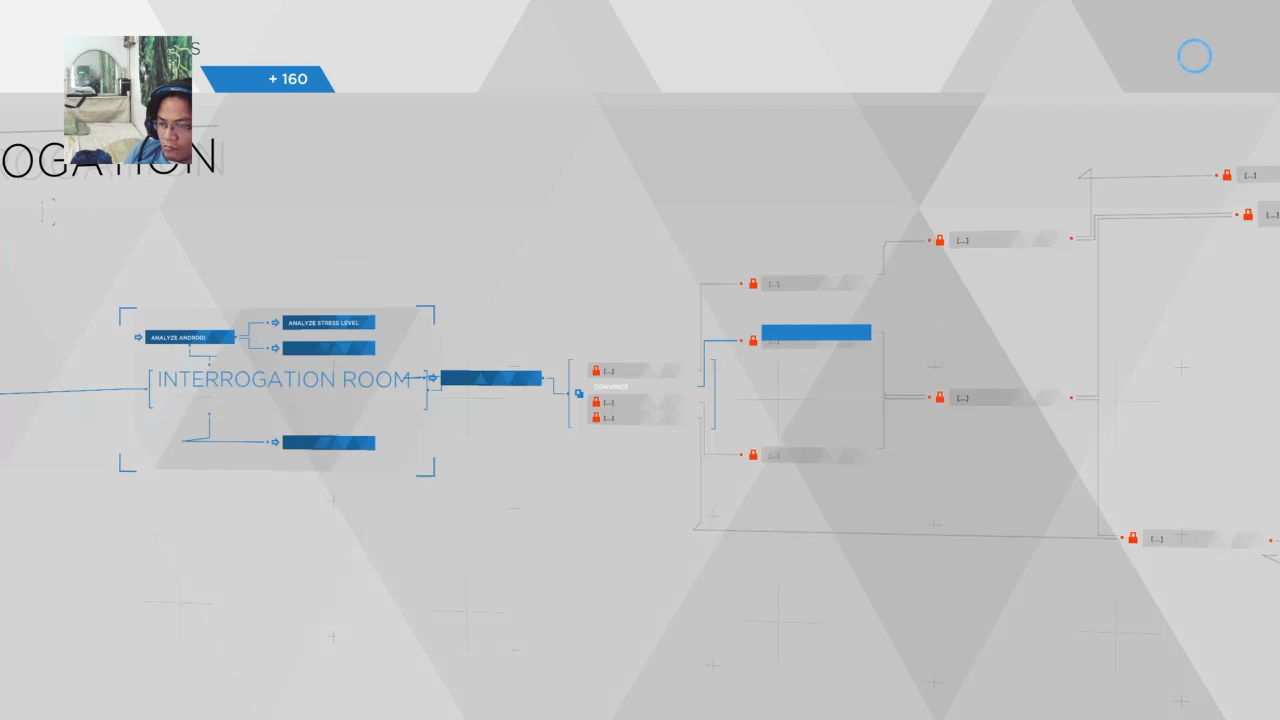 S
+ 160
OGATION
ANALYZE STRESS LEVEL
ANALYZE ANDROID
INTERROGATION ROOM
CONVINCE
[...]
[...]
[...]
[...]
[...]
[...]
[...]
[...]
[...]
[...]
[...]